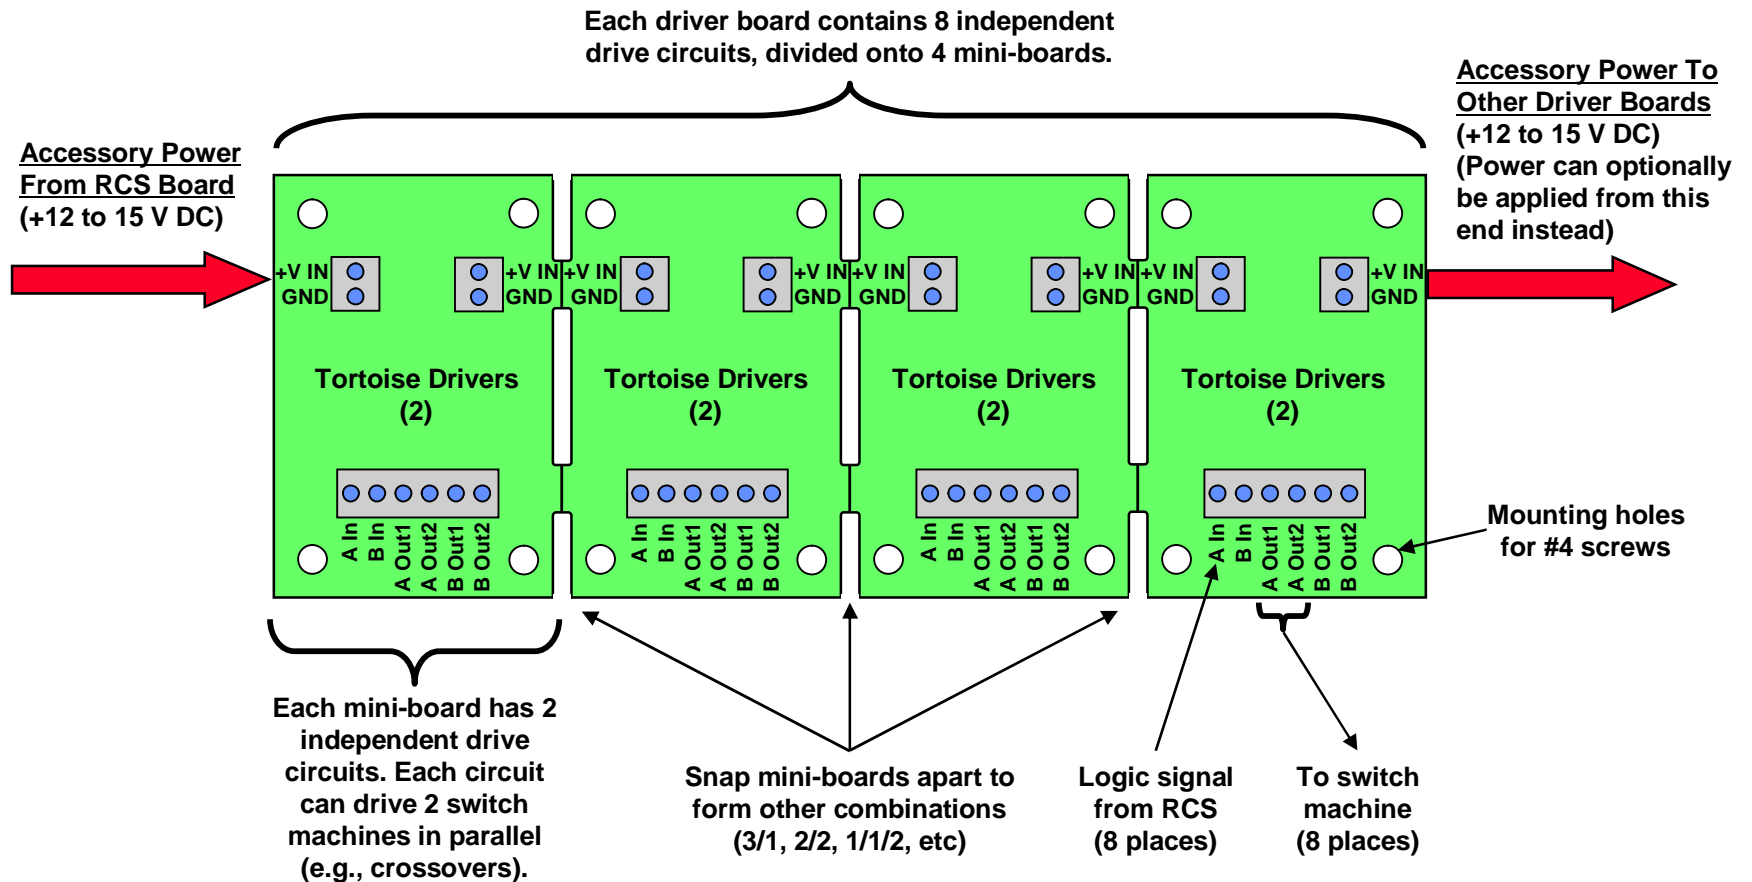 Each driver board contains 8 independent
drive circuits, divided onto 4 mini-boards.
Accessory Power
From RCS Board
(+12 to 15 V DC)
Accessory Power To
Other Driver Boards
(+12 to 15 V DC)
(Power can optionally
be applied from this
end instead)
+V IN
GND
+V IN
GND
+V IN
GND
+V IN
GND
+V IN
GND
+V IN
GND
+V IN
GND
+V IN
GND
Tortoise Drivers
(2)
Tortoise Drivers
(2)
Tortoise Drivers
(2)
Tortoise Drivers
(2)
A In
B In
A Out1
A Out2
B Out1
B Out2
A In
B In
A Out1
A Out2
B Out1
B Out2
A In
B In
A Out1
A Out2
B Out1
B Out2
A In
B In
A Out1
A Out2
B Out1
B Out2
Mounting holes
for #4 screws
Each mini-board has 2
independent drive
circuits. Each circuit
can drive 2 switch
machines in parallel
(e.g., crossovers).
Snap mini-boards apart to
form other combinations
(3/1, 2/2, 1/1/2, etc)
Logic signal
from RCS
(8 places)
To switch
machine
(8 places)